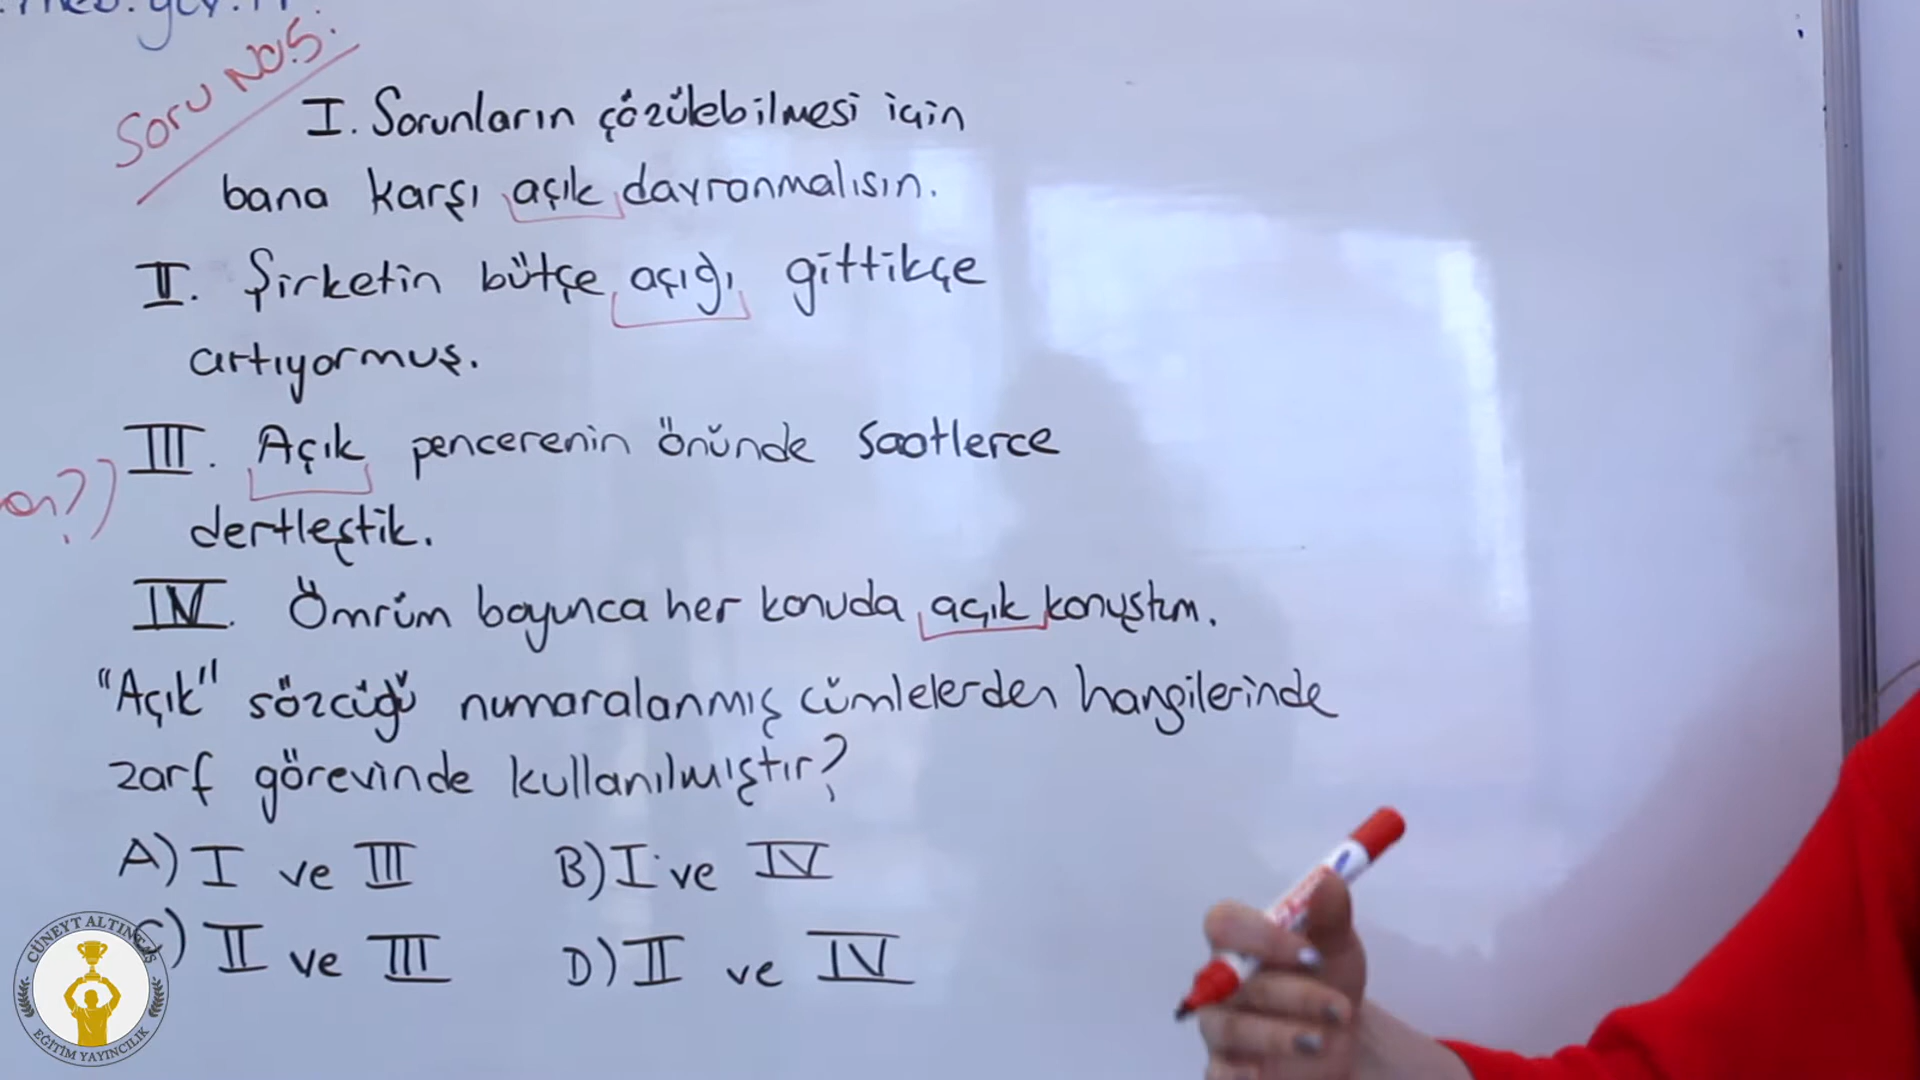 Soru NO:5.
I. Sorunların çözülebilmesi için
bana karşı açık davranmalısın.
II. Şirketin bütçe açığı gittikçe
artıyormuş.
III. Açık pencerenin önünde saatlerce
dertleştik.
IV. Ömrüm boyunca her konuda açık konuştum.
"Açık" sözcüğü numaralanmış cümlelerden hangilerinde
zarf görevinde kullanılmıştır?
A) I ve III B) I ve IV
C) II ve III D) II ve IV
EĞİTİM YAYINCILIK